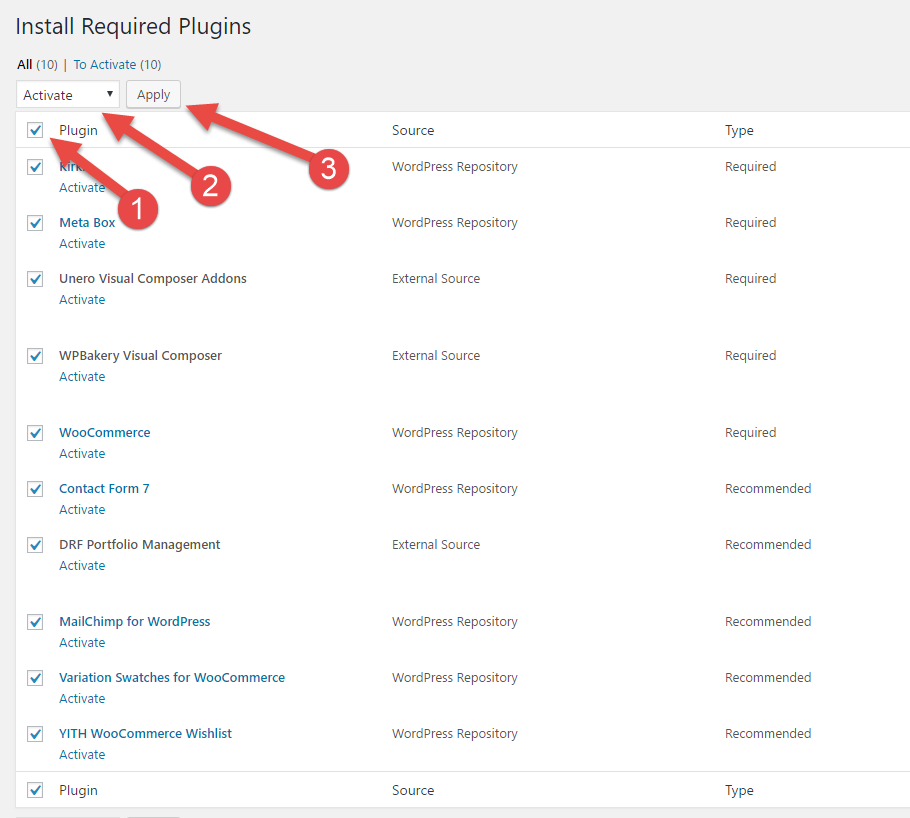 Install Required Plugins
All (10) | To Activate (10)
Activate Apply
Plugin Source Type
WordPress Repository Required
Activate
Meta Box WordPress Repository Required
Activate
Unero Visual Composer Addons External Source Required
Activate
WPBakery Visual Composer External Source Required
Activate
WooCommerce WordPress Repository Required
Activate
Contact Form 7 WordPress Repository Recommended
Activate
DRF Portfolio Management External Source Recommended
Activate
MailChimp for WordPress WordPress Repository Recommended
Activate
Variation Swatches for WooCommerce WordPress Repository Recommended
Activate
YITH WooCommerce Wishlist WordPress Repository Recommended
Activate
Plugin Source Type
1
2
3